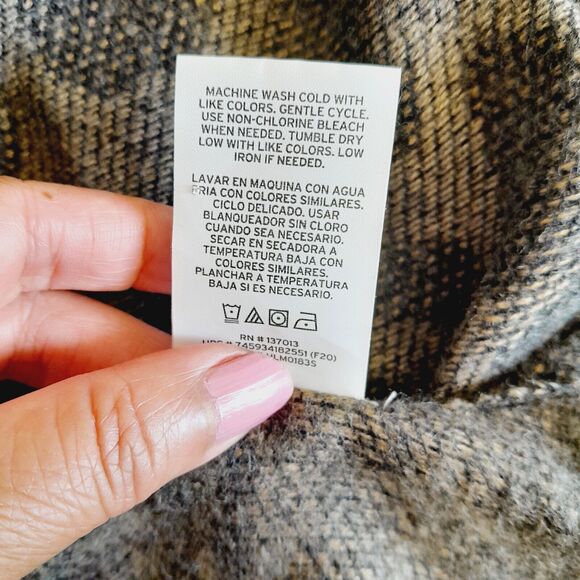 MACHINE WASH COLD WITH
LIKE COLORS. GENTLE CYCLE.
USE NON-CHLORINE BLEACH
WHEN NEEDED. TUMBLE DRY
LOW WITH LIKE COLORS. LOW
IRON IF NEEDED.
LAVAR EN MAQUINA CON AGUA
FRIA CON COLORES SIMILARES.
CICLO DELICADO. USAR
BLANQUEADOR SIN CLORO
CUANDO SEA NECESARIO.
SECAR EN SECADORA A
TEMPERATURA BAJA CON
COLORES SIMILARES.
PLANCHAR A TEMPERATURA
BAJA SI ES NECESARIO.
RN # 137013
UPC # 745934182551 (F20)